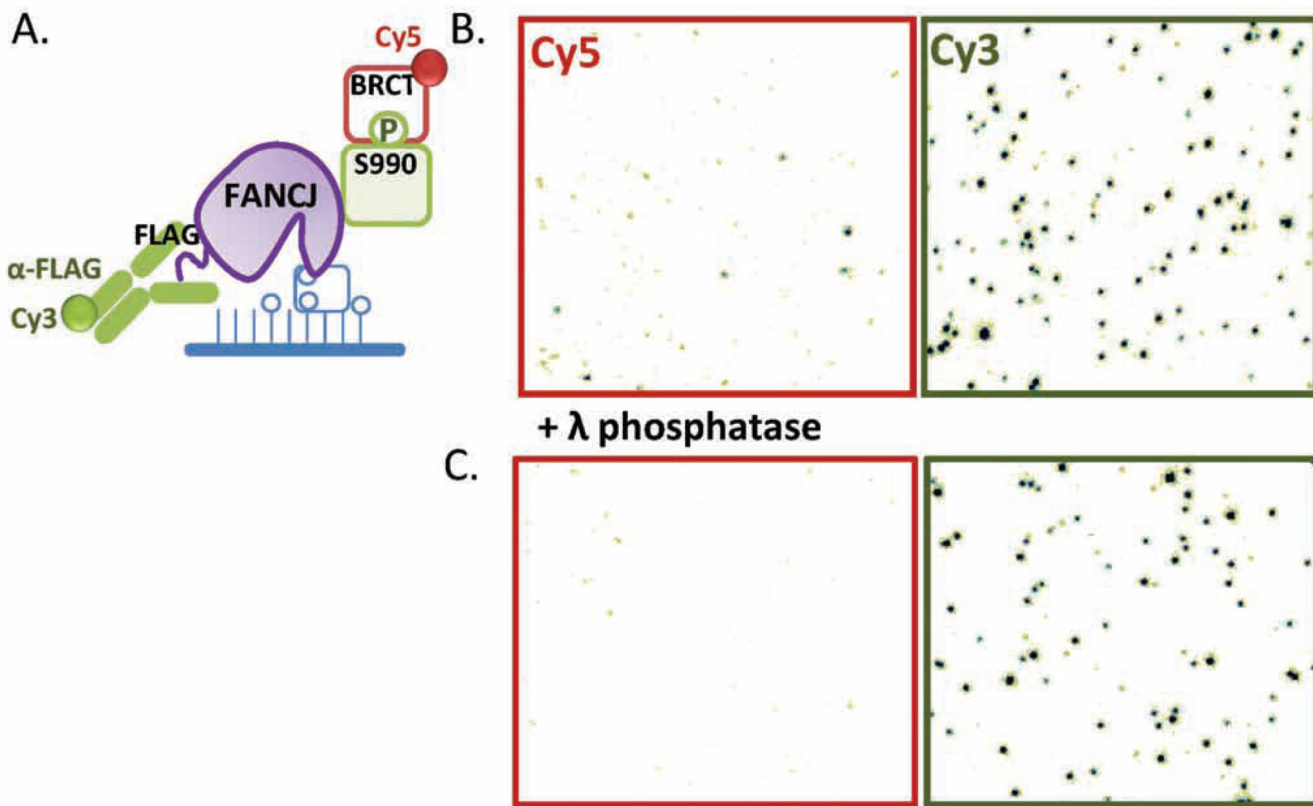 A.
Cy5
BRCT
P
S990
FANCJ
FLAG
α-FLAG
Cy3
B.
Cy5
Cy3
+ λ phosphatase
C.